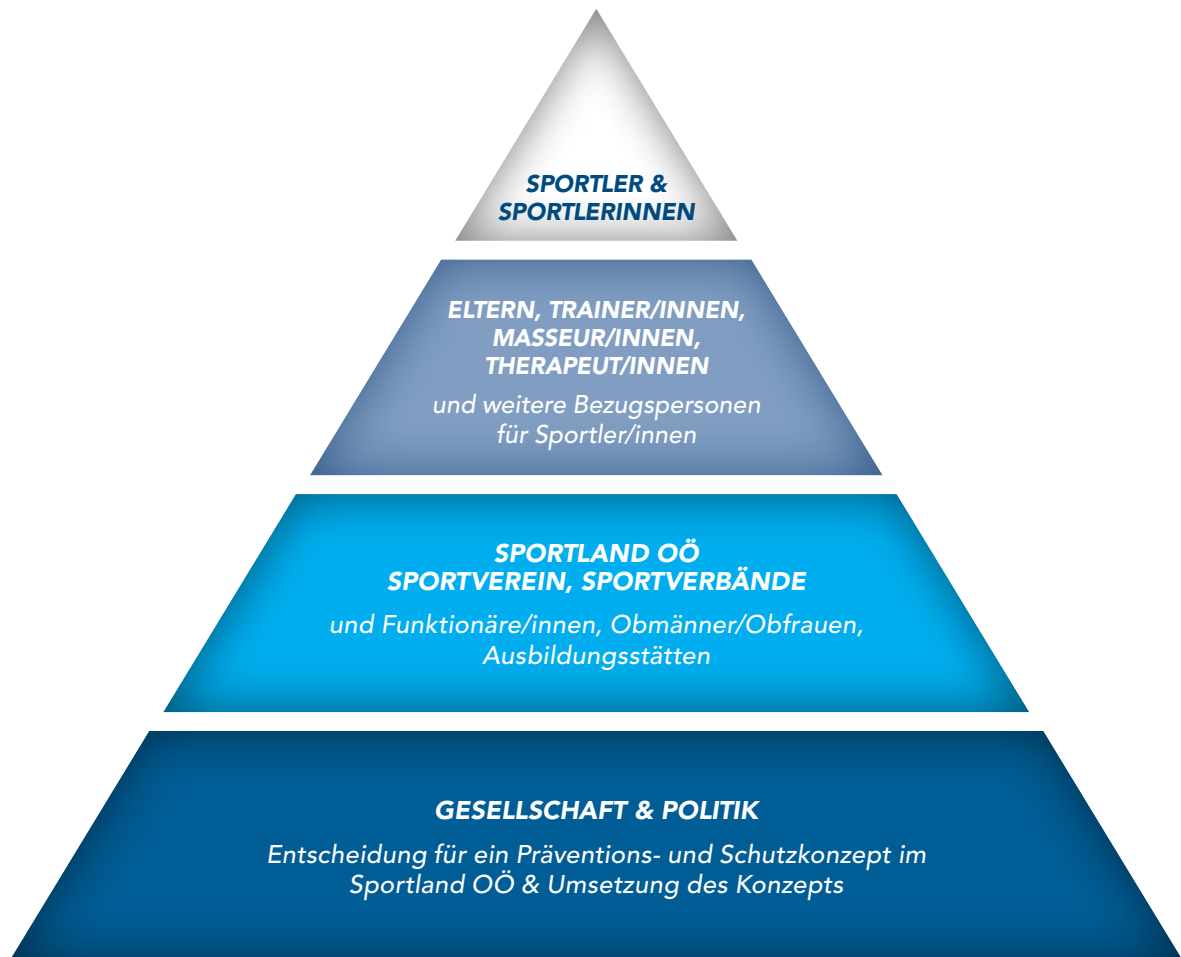 SPORTLER &
SPORTLERINNEN
ELTERN, TRAINER/INNEN,
MASSEUR/INNEN,
THERAPEUT/INNEN
und weitere Bezugspersonen
für Sportler/innen
SPORTLAND OÖ
SPORTVEREIN, SPORTVERBÄNDE
und Funktionäre/innen, Obmänner/Obfrauen,
Ausbildungsstätten
GESELLSCHAFT & POLITIK
Entscheidung für ein Präventions- und Schutzkonzept im
Sportland OÖ & Umsetzung des Konzepts